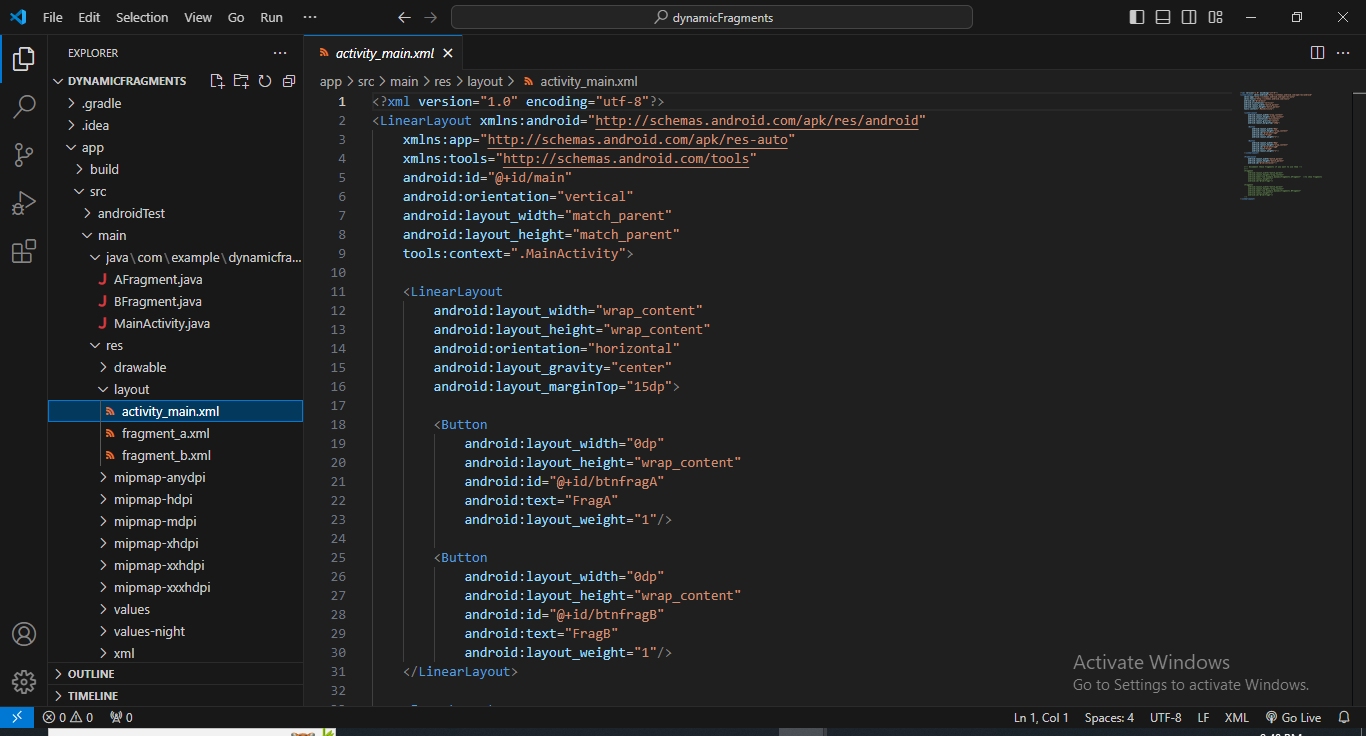 File Edit Selection View Go Run ··· dynamicFragments
EXPLORER ···
activity_main.xml
DYNAMICFRAGMENTS
.gradle
.idea
app
build
src
androidTest
main
java\com\example\dynamicfra...
AFragment.java
BFragment.java
MainActivity.java
res
drawable
layout
activity_main.xml
fragment_a.xml
fragment_b.xml
mipmap-anydpi
mipmap-hdpi
mipmap-mdpi
mipmap-xhdpi
mipmap-xxhdpi
mipmap-xxxhdpi
values
values-night
xml
OUTLINE
TIMELINE
app > src > main > res > layout > activity_main.xml
1 <?xml version="1.0" encoding="utf-8"?>
2 <LinearLayout xmlns:android="http://schemas.android.com/apk/res/android"
3 xmlns:app="http://schemas.android.com/apk/res-auto"
4 xmlns:tools="http://schemas.android.com/tools"
5 android:id="@+id/main"
6 android:orientation="vertical"
7 android:layout_width="match_parent"
8 android:layout_height="match_parent"
9 tools:context=".MainActivity">
10
11 <LinearLayout
12 android:layout_width="wrap_content"
13 android:layout_height="wrap_content"
14 android:orientation="horizontal"
15 android:layout_gravity="center"
16 android:layout_marginTop="15dp">
17
18 <Button
19 android:layout_width="0dp"
20 android:layout_height="wrap_content"
21 android:id="@+id/btnfragA"
22 android:text="FragA"
23 android:layout_weight="1"/>
24
25 <Button
26 android:layout_width="0dp"
27 android:layout_height="wrap_content"
28 android:id="@+id/btnfragB"
29 android:text="FragB"
30 android:layout_weight="1"/>
31 </LinearLayout>
32
Activate Windows
Go to Settings to activate Windows.
0 0 0 Ln 1, Col 1 Spaces: 4 UTF-8 LF XML Go Live